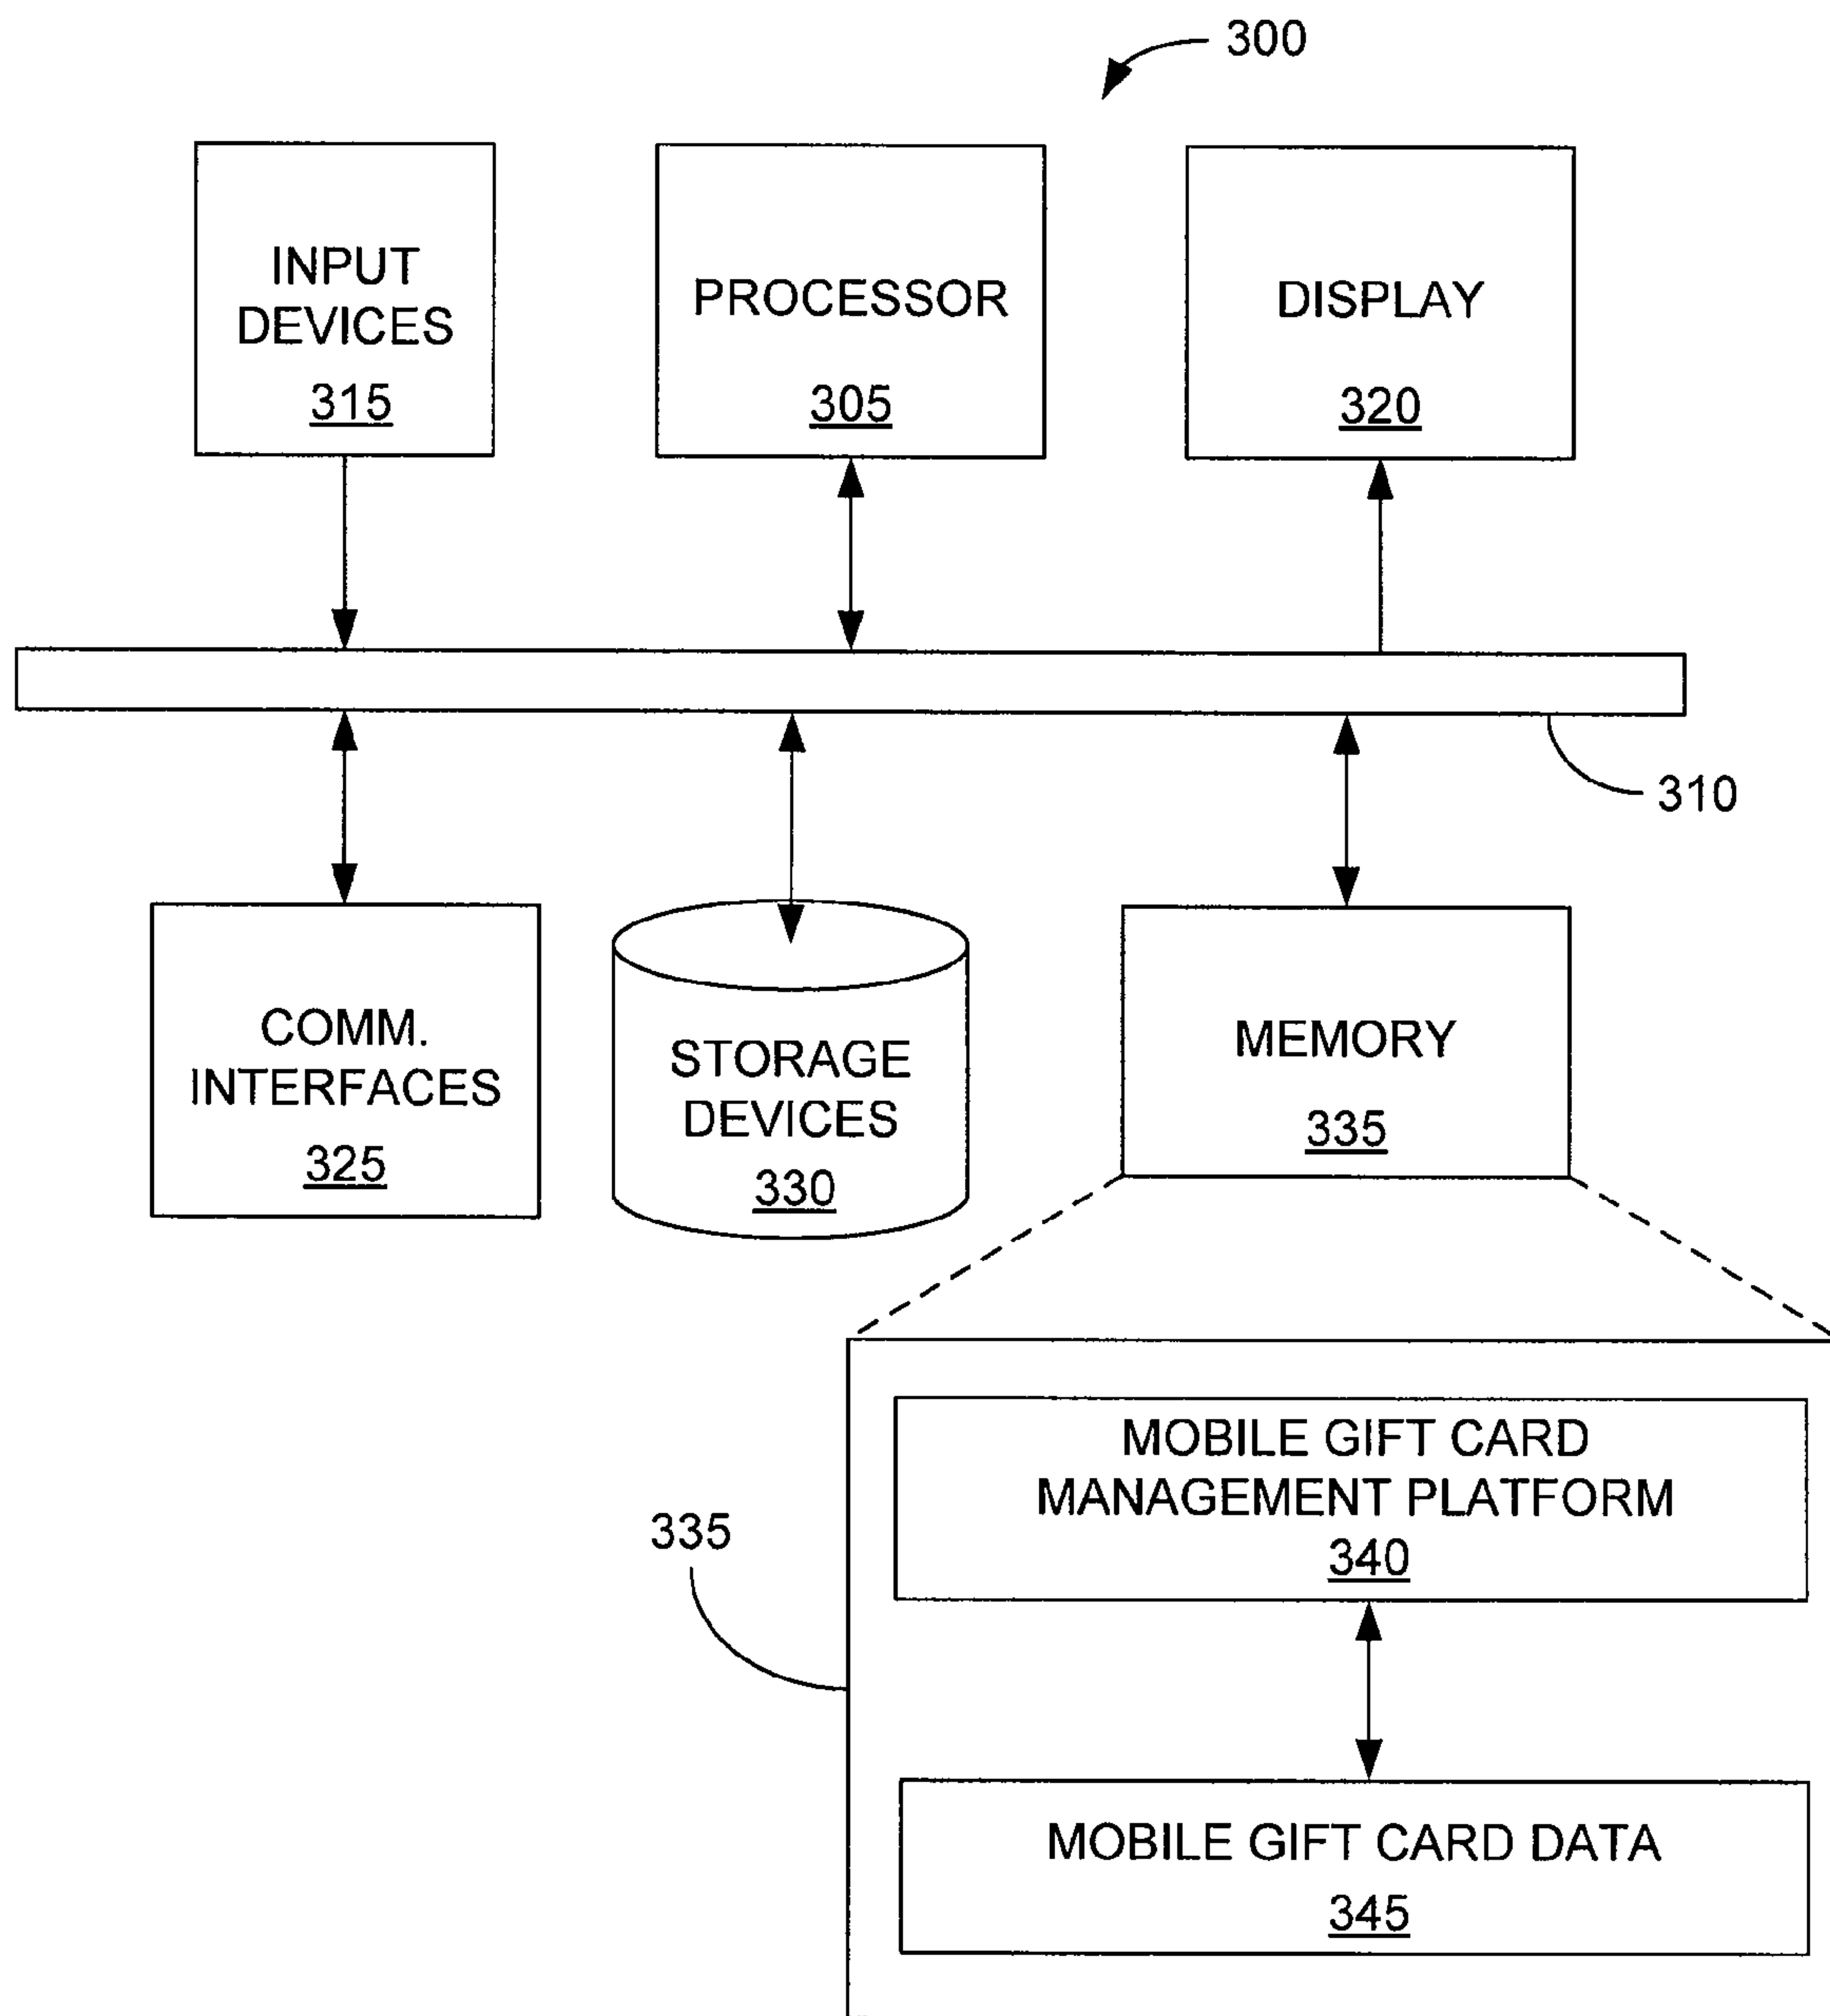 300
INPUT
DEVICES
315
PROCESSOR
305
DISPLAY
320
310
COMM.
INTERFACES
325
STORAGE
DEVICES
330
MEMORY
335
335
MOBILE GIFT CARD
MANAGEMENT PLATFORM
340
MOBILE GIFT CARD DATA
345